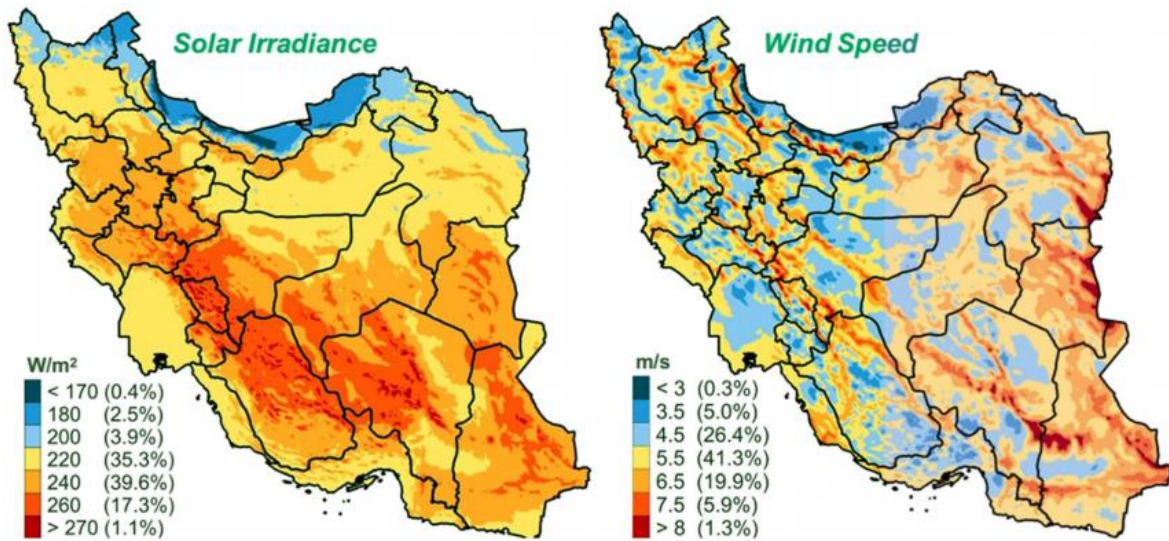 Solar Irradiance
W/m²
< 170 (0.4%)
180 (2.5%)
200 (3.9%)
220 (35.3%)
240 (39.6%)
260 (17.3%)
> 270 (1.1%)
Wind Speed
m/s
< 3 (0.3%)
3.5 (5.0%)
4.5 (26.4%)
5.5 (41.3%)
6.5 (19.9%)
7.5 (5.9%)
> 8 (1.3%)